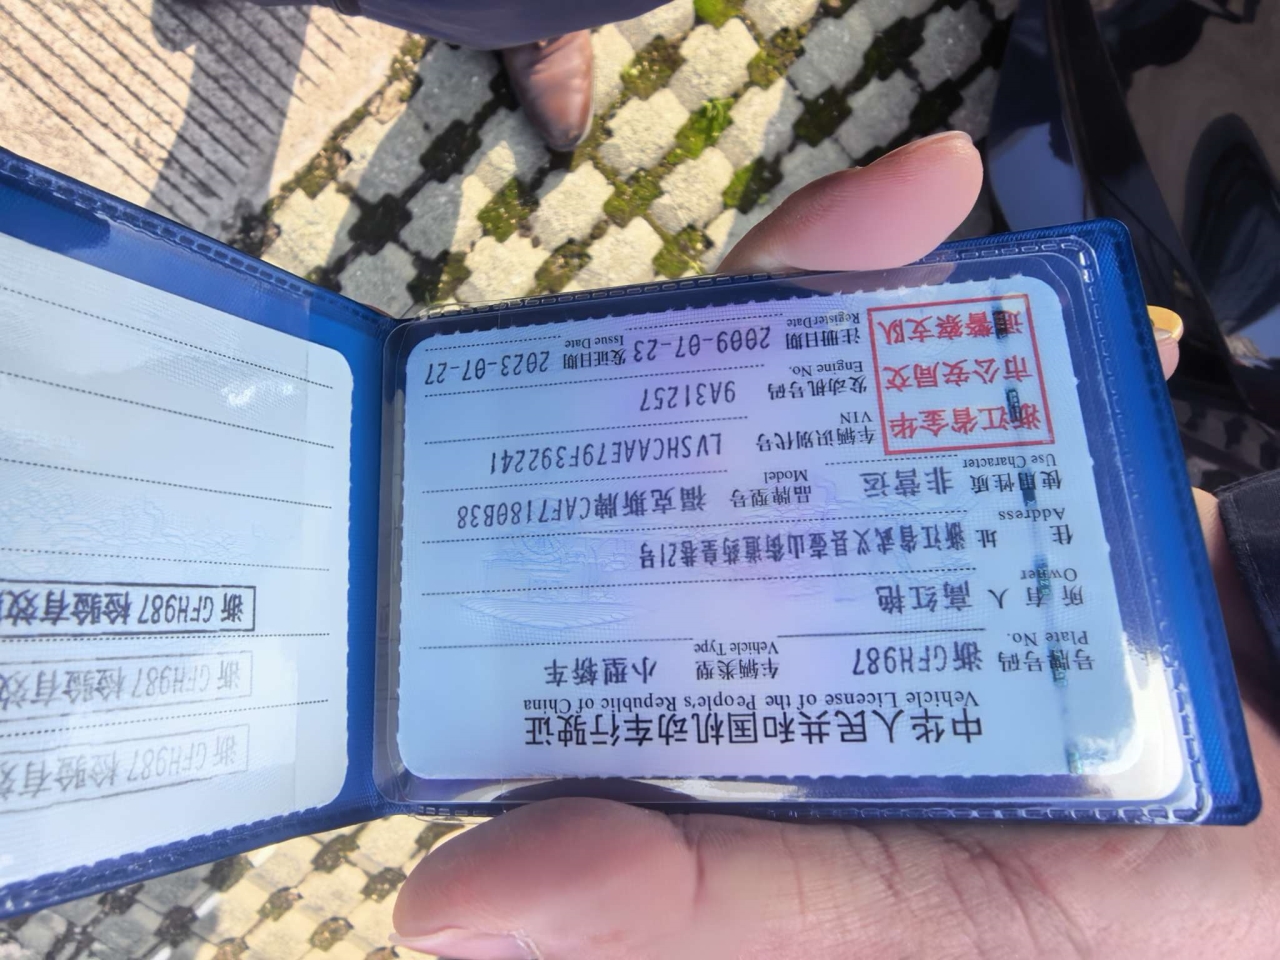 中华人民共和国机动车行驶证
Vehicle License of the People's Republic of China
号牌号码 浙GFH987 车辆类型 小型轿车
Plate No. Vehicle Type
所有人 高红艳
Owner
住址 浙江省武义县壶山街道药皇巷21号
Address
使用性质 非营运 品牌型号 福克斯牌CAF7180B38
Use Character Model
浙江省金华
市公安局交
通警察支队
车辆识别代号 LVSHCAAE79F392241
VIN
发动机号码 9A31257
Engine No.
注册日期 2009-07-23 发证日期 2023-07-27
Register Date Issue Date
浙GFH987 检验有效
浙GFH987 检验有效
浙GFH987 检验有效